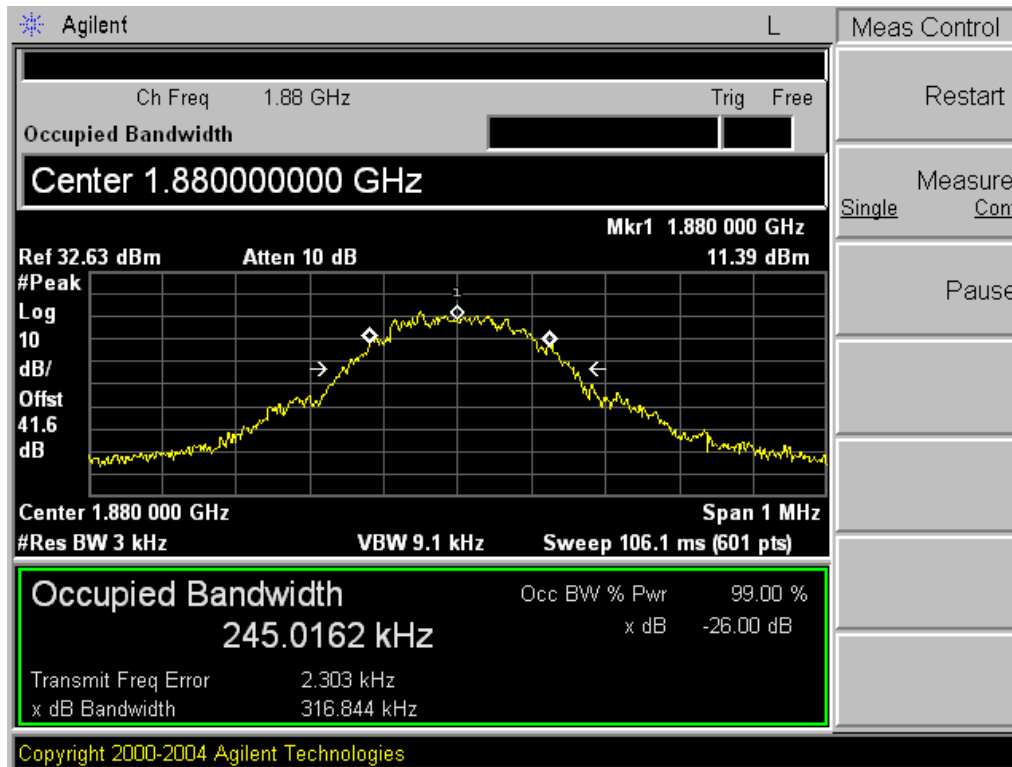 Agilent L Meas Control
Ch Freq 1.88 GHz Trig Free
Occupied Bandwidth
Center 1.880000000 GHz
Mkr1 1.880 000 GHz
Ref 32.63 dBm Atten 10 dB 11.39 dBm
#Peak
Log
10
dB/
Offst
41.6
dB
1
Center 1.880 000 GHz Span 1 MHz
#Res BW 3 kHz VBW 9.1 kHz Sweep 106.1 ms (601 pts)
Occupied Bandwidth
245.0162 kHz
Occ BW % Pwr 99.00 %
x dB -26.00 dB
Transmit Freq Error 2.303 kHz
x dB Bandwidth 316.844 kHz
Restart
Measure
Single
Pause
Copyright 2000-2004 Agilent Technologies